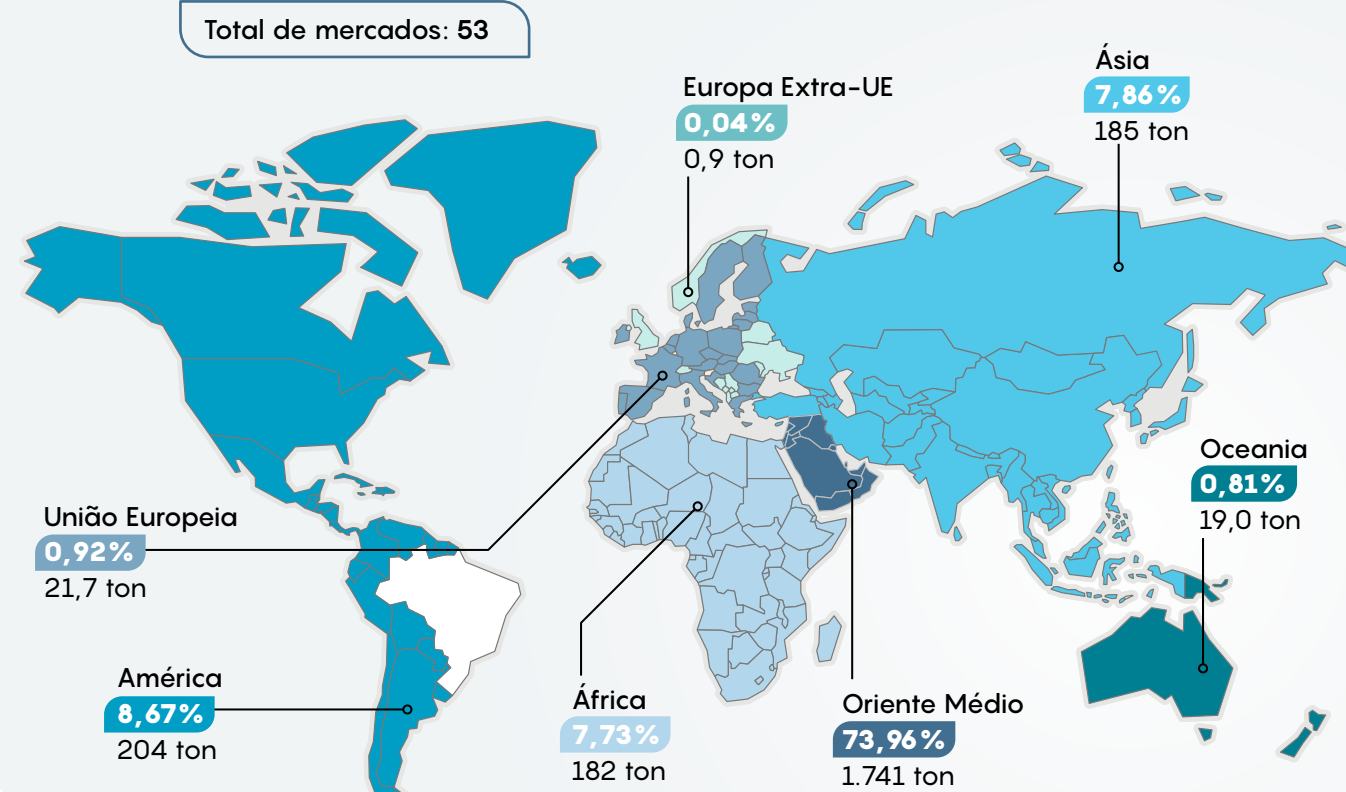 Total de mercados: 53
Europa Extra-UE
0,04%
0,9 ton
Ásia
7,86%
185 ton
Oceania
0,81%
19,0 ton
União Europeia
0,92%
21,7 ton
América
8,67%
204 ton
África
7,73%
182 ton
Oriente Médio
73,96%
1.741 ton